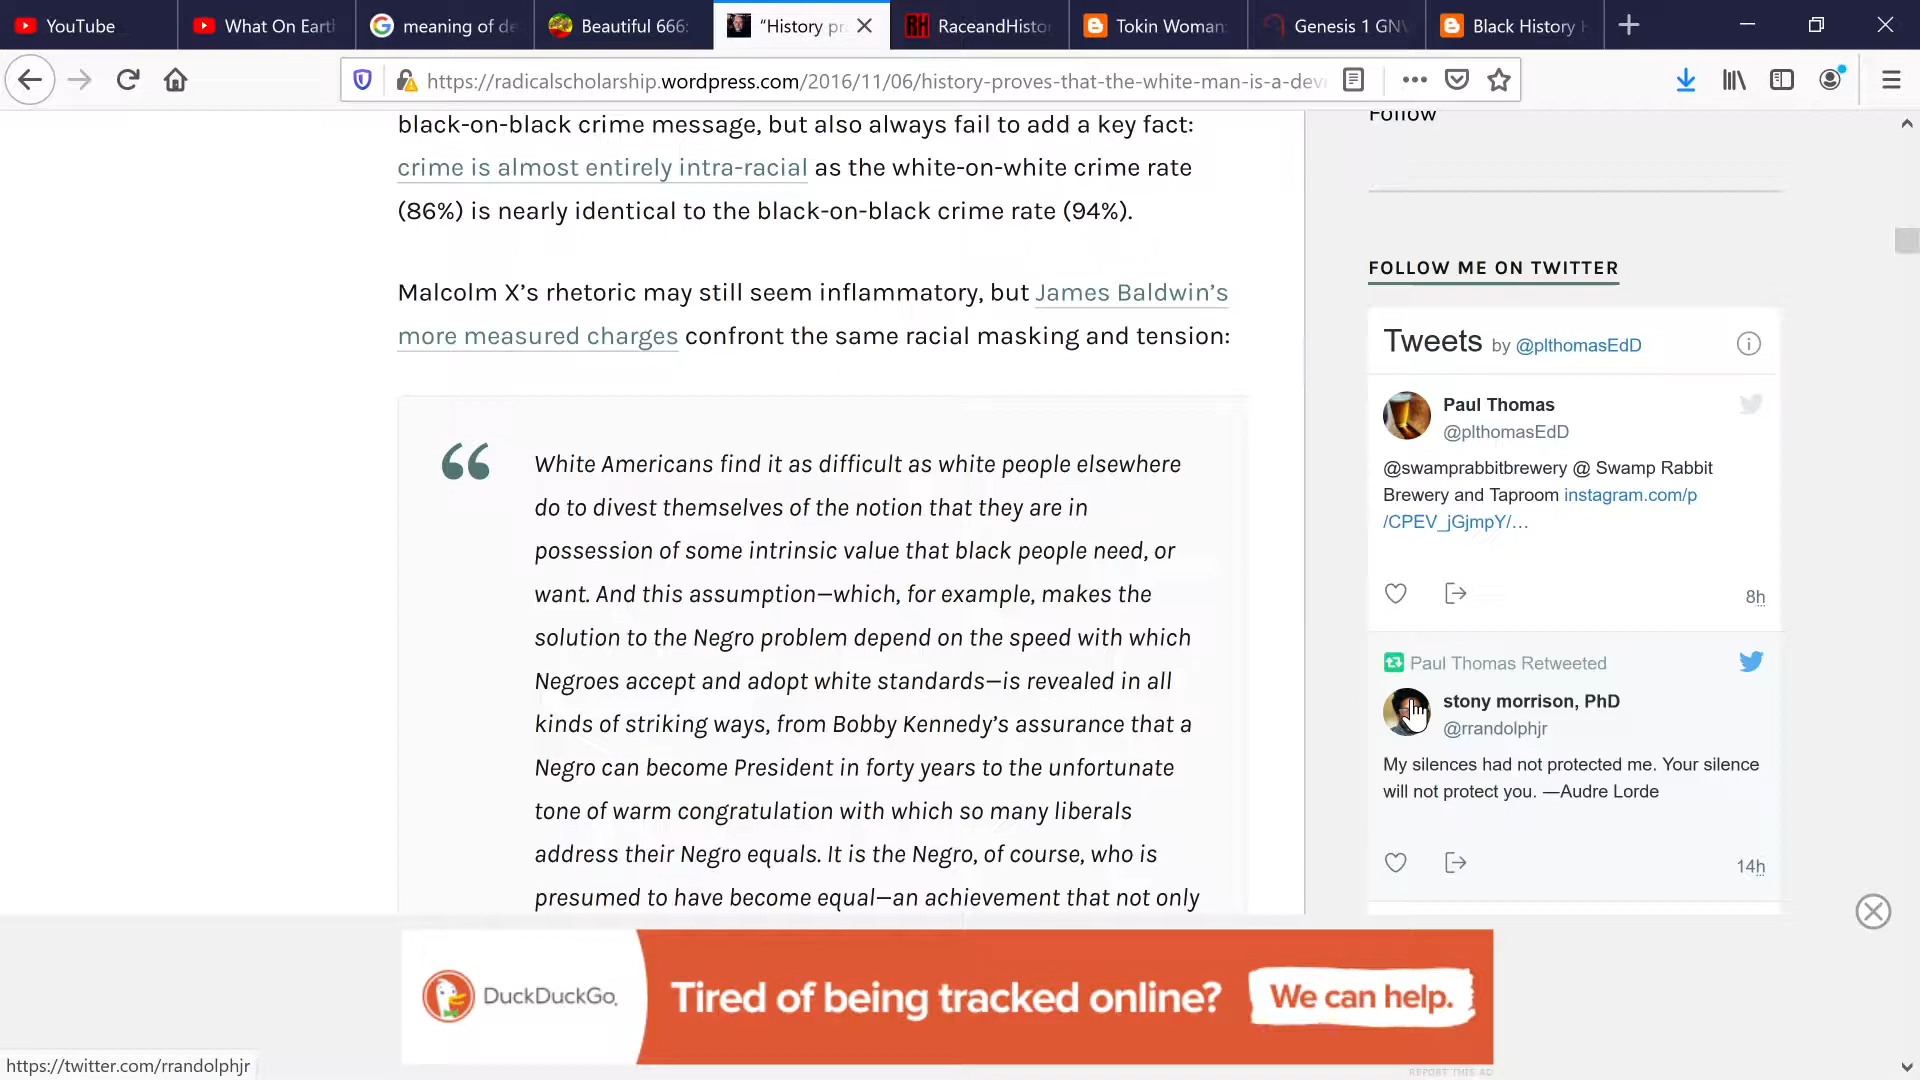 YouTube
What On Eart
meaning of de
Beautiful 666:
“History pr
RaceandHisto
Tokin Woman:
Genesis 1 GNV
Black History H
https://radicalscholarship.wordpress.com/2016/11/06/history-proves-that-the-white-man-is-a-devi
black-on-black crime message, but also always fail to add a key fact:
crime is almost entirely intra-racial as the white-on-white crime rate
(86%) is nearly identical to the black-on-black crime rate (94%).
Malcolm X’s rhetoric may still seem inflammatory, but James Baldwin’s
more measured charges confront the same racial masking and tension:
“
White Americans find it as difficult as white people elsewhere
do to divest themselves of the notion that they are in
possession of some intrinsic value that black people need, or
want. And this assumption—which, for example, makes the
solution to the Negro problem depend on the speed with which
Negroes accept and adopt white standards—is revealed in all
kinds of striking ways, from Bobby Kennedy’s assurance that a
Negro can become President in forty years to the unfortunate
tone of warm congratulation with which so many liberals
address their Negro equals. It is the Negro, of course, who is
presumed to have become equal—an achievement that not only
Follow
FOLLOW ME ON TWITTER
Tweets by @plthomasEdD
Paul Thomas
@plthomasEdD
@swamprabbitbrewery @ Swamp Rabbit
Brewery and Taproom instagram.com/p
/CPEV_jGjmpY/…
8h
Paul Thomas Retweeted
stony morrison, PhD
@rrandolphjr
My silences had not protected me. Your silence
will not protect you. —Audre Lorde
14h
DuckDuckGo.
Tired of being tracked online?
We can help.
REPORT THIS AD
https://twitter.com/rrandolphjr